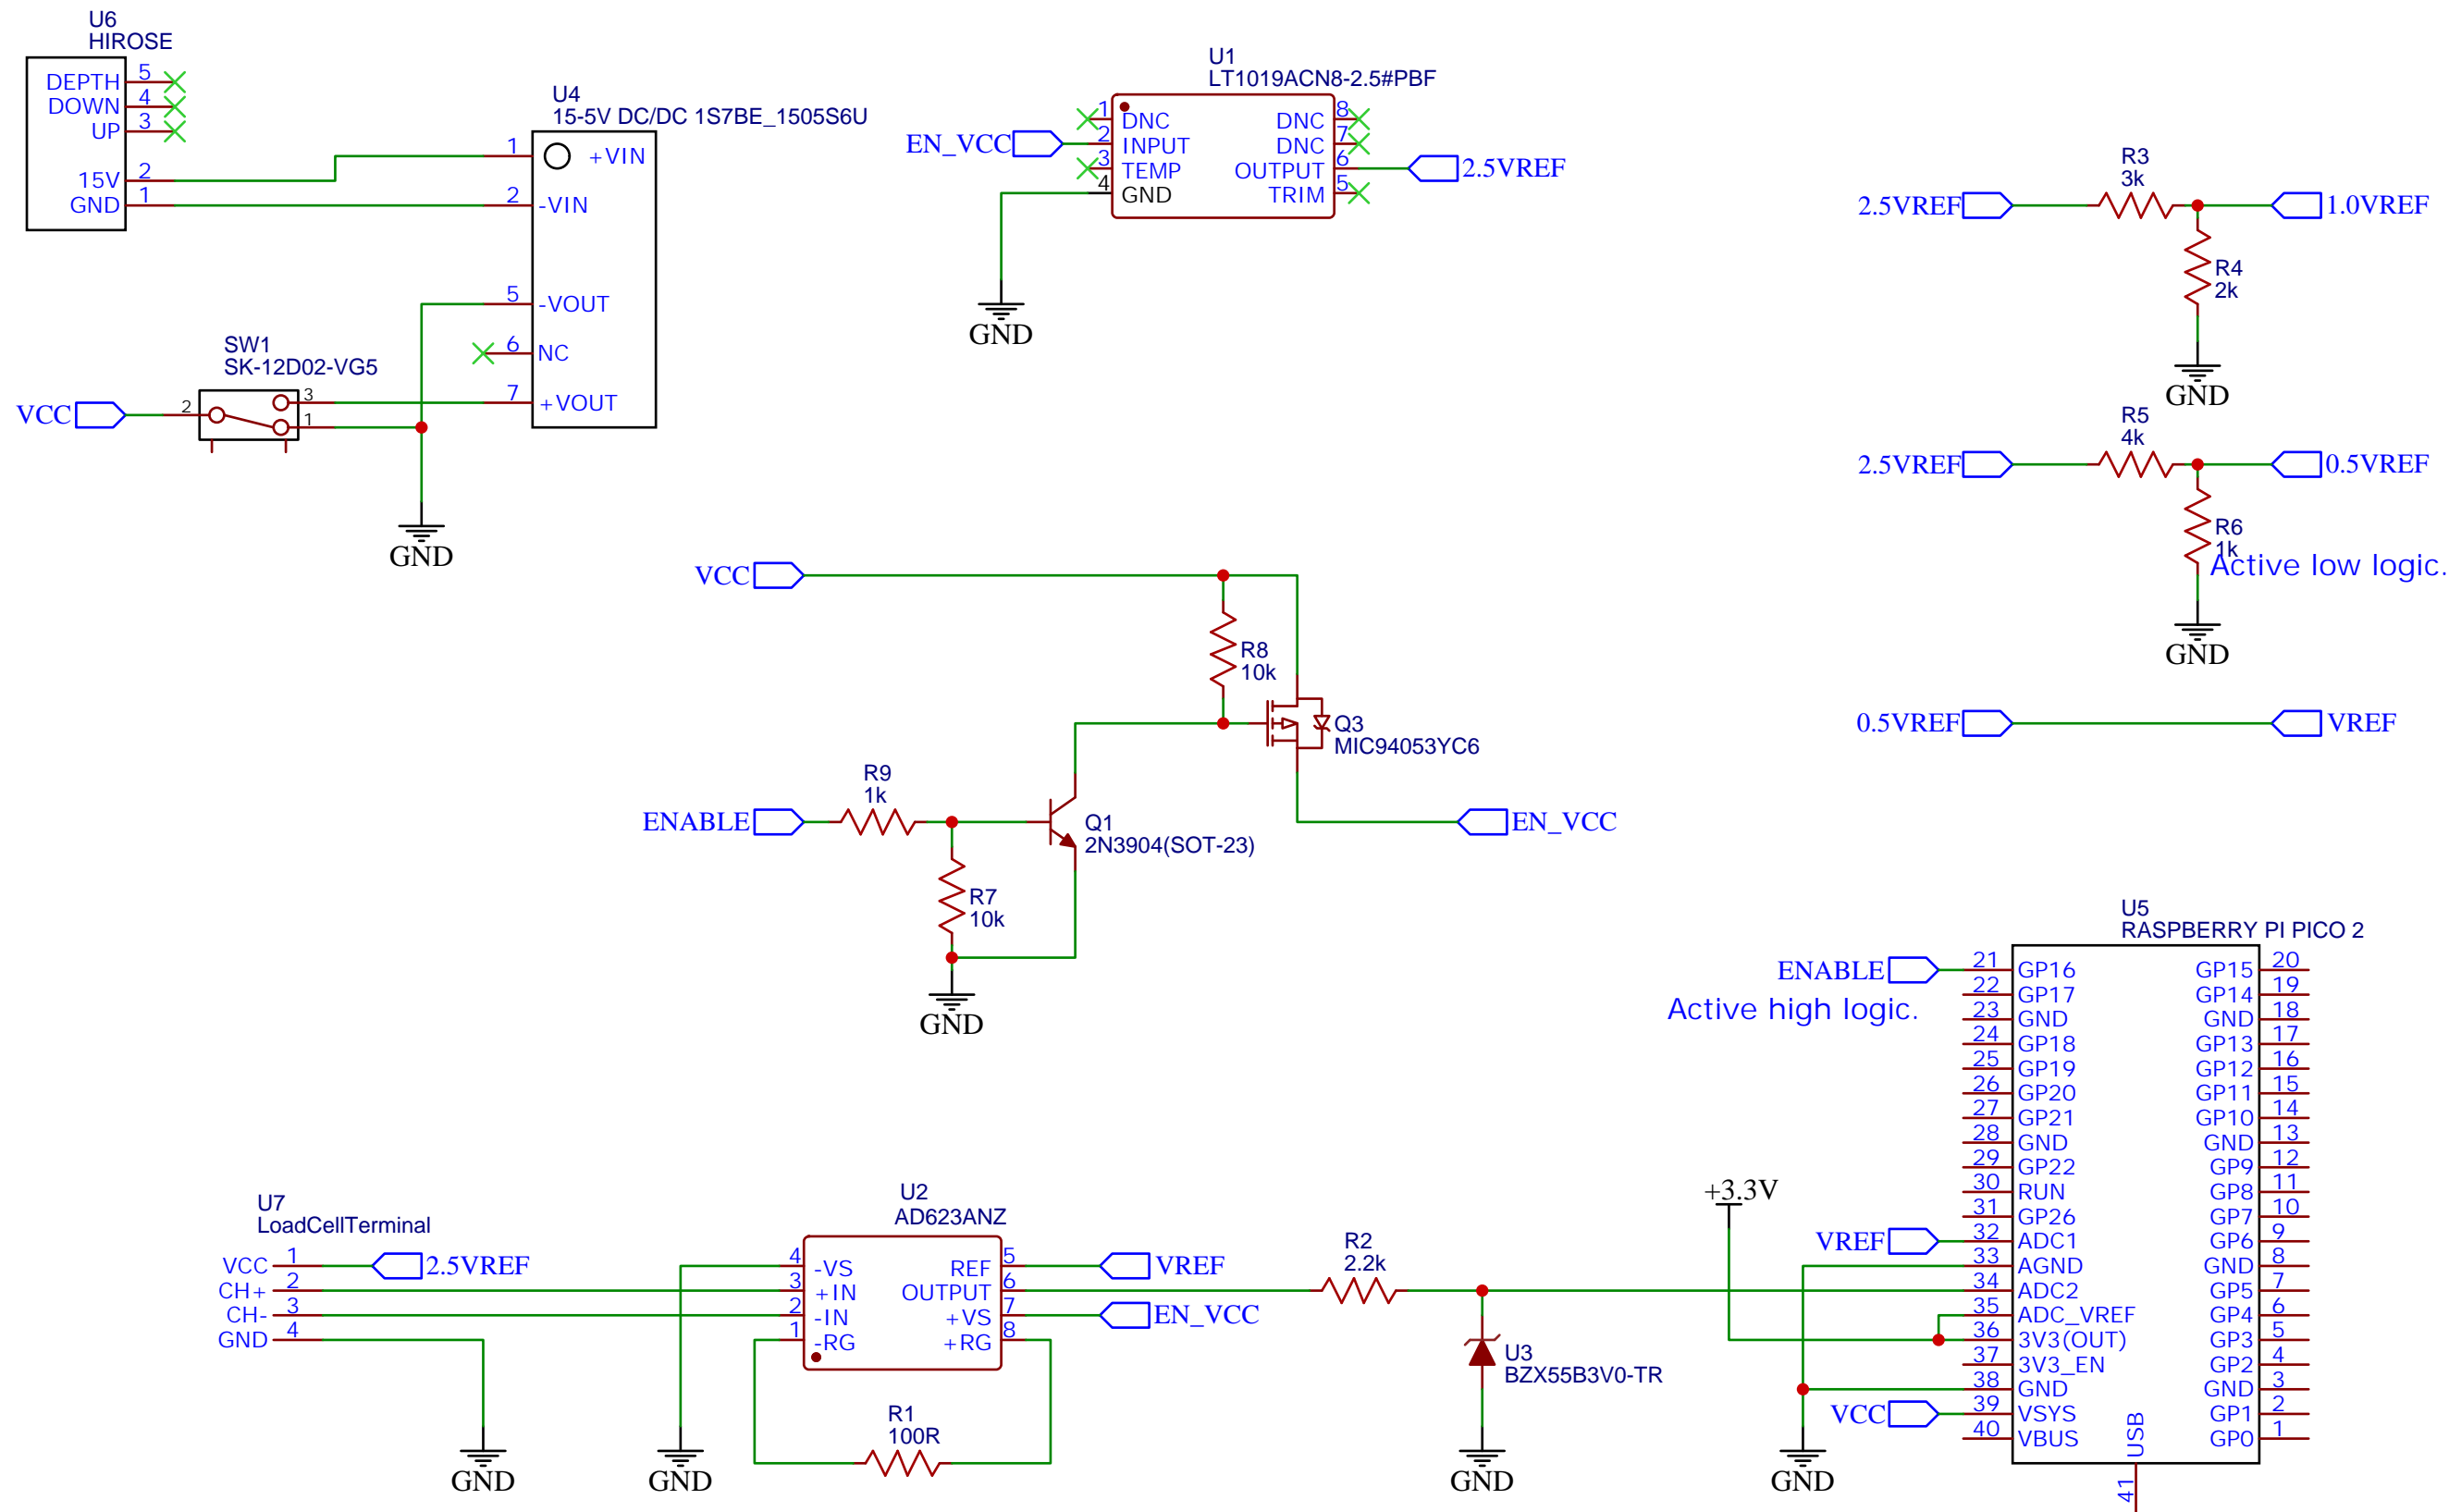 U6
HIROSE
DEPTH 5
DOWN 4
UP 3
15V 2
GND 1
U4
15-5V DC/DC 1S7BE_1505S6U
1 +VIN
2 -VIN
5 -VOUT
6 NC
7 +VOUT
SW1
SK-12D02-VG5
VCC 2 3
1
GND
U1
LT1019ACN8-2.5#PBF
1 DNC DNC 8
EN_VCC 2 INPUT DNC 7
3 TEMP OUTPUT 6 2.5VREF
4 GND TRIM 5
GND
R3
3k
2.5VREF 1.0VREF
R4
2k
GND
R5
4k
2.5VREF 0.5VREF
R6
1k
Active low logic.
GND
0.5VREF VREF
VCC
R8
10k
Q3
MIC94053YC6
R9
1k
ENABLE
Q1
2N3904(SOT-23)
EN_VCC
R7
10k
GND
U5
RASPBERRY PI PICO 2
ENABLE 21 GP16 GP15 20
Active high logic.
22 GP17 GP14 19
23 GND GND 18
24 GP18 GP13 17
25 GP19 GP12 16
26 GP20 GP11 15
27 GP21 GP10 14
28 GND GND 13
29 GP22 GP9 12
30 RUN GP8 11
31 GP26 GP7 10
VREF 32 ADC1 GP6 9
33 AGND GND 8
34 ADC2 GP5 7
35 ADC_VREF GP4 6
36 3V3(OUT) GP3 5
37 3V3_EN GP2 4
38 GND GND 3
VCC 39 VSYS GP1 2
40 VBUS GP0 1
USB
41
+3.3V
GND
U7
LoadCellTerminal
VCC 1 2.5VREF
CH+ 2
CH- 3
GND 4
GND
U2
AD623ANZ
4 -VS REF 5 VREF
3 +IN OUTPUT 6
2 -IN +VS 7 EN_VCC
1 -RG +RG 8
GND
R1
100R
R2
2.2k
U3
BZX55B3V0-TR
GND